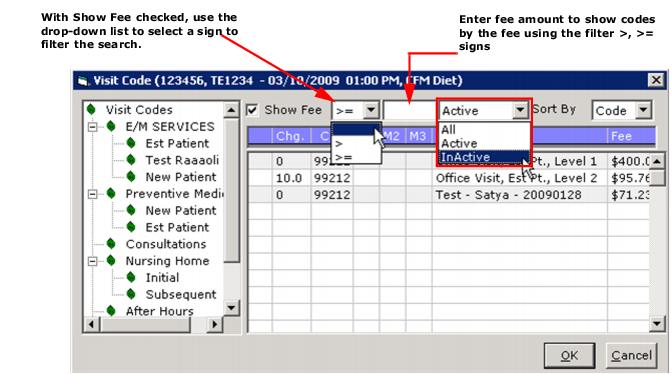 With Show Fee checked, use the
drop-down list to select a sign to
filter the search.
Enter fee amount to show codes
by the fee using the filter >, >=
signs
Visit Code (123456, TE1234 - 03/10/2009 01:00 PM, CFM Diet)
Visit Codes
E/M SERVICES
Est Patient
Test Raaaoli
New Patient
Preventive Medi
New Patient
Est Patient
Consultations
Nursing Home
Initial
Subsequent
After Hours
Show Fee >= Active Sort By Code
>
>=
All
Active
InActive
Chg. C M2 M3 Fee
0 992 Pt., Level 1 $400.0
10.0 99212 Office Visit, Est Pt., Level 2 $95.76
0 99212 Test - Satya - 20090128 $71.23
OK Cancel